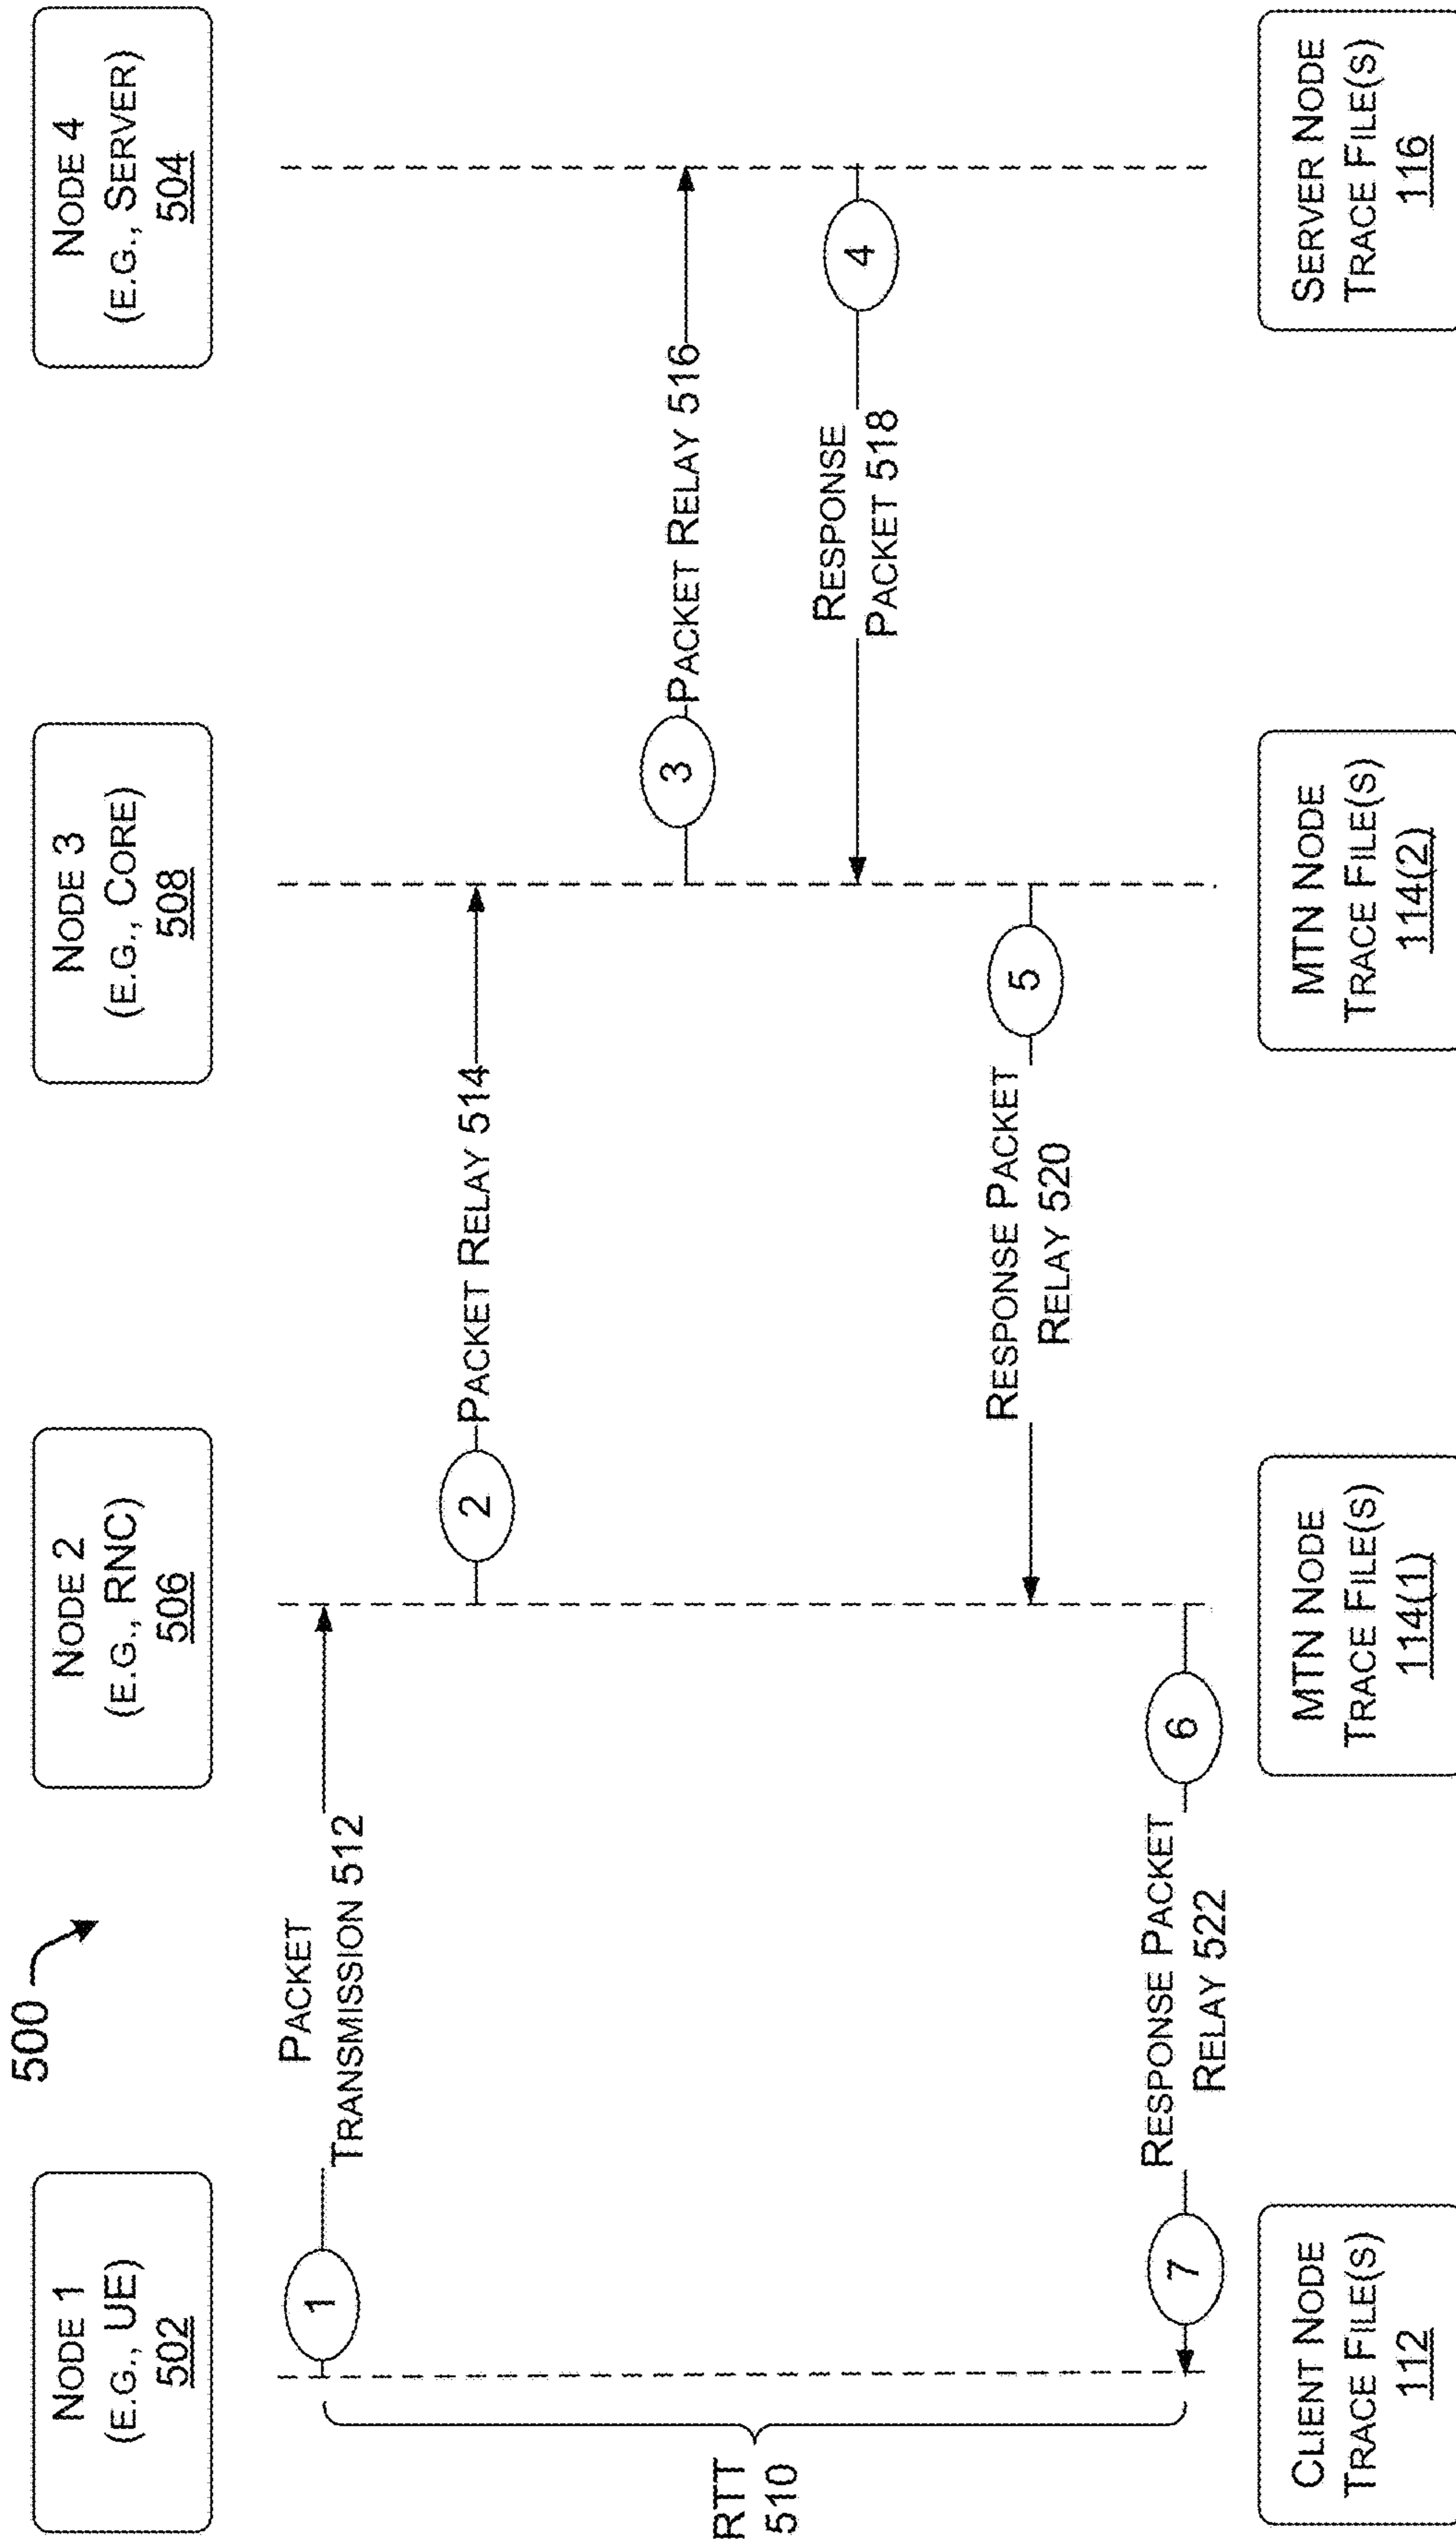 500
NODE 1
(E.G., UE)
502
NODE 2
(E.G., RNC)
506
NODE 3
(E.G., CORE)
508
NODE 4
(E.G., SERVER)
504
1
PACKET
TRANSMISSION 512
2
PACKET RELAY 514
3
PACKET RELAY 516
4
RESPONSE
PACKET 518
5
RESPONSE PACKET
RELAY 520
6
RESPONSE PACKET
RELAY 522
7
RTT
510
CLIENT NODE
TRACE FILE(S)
112
MTN NODE
TRACE FILE(S)
114(1)
MTN NODE
TRACE FILE(S)
114(2)
SERVER NODE
TRACE FILE(S)
116